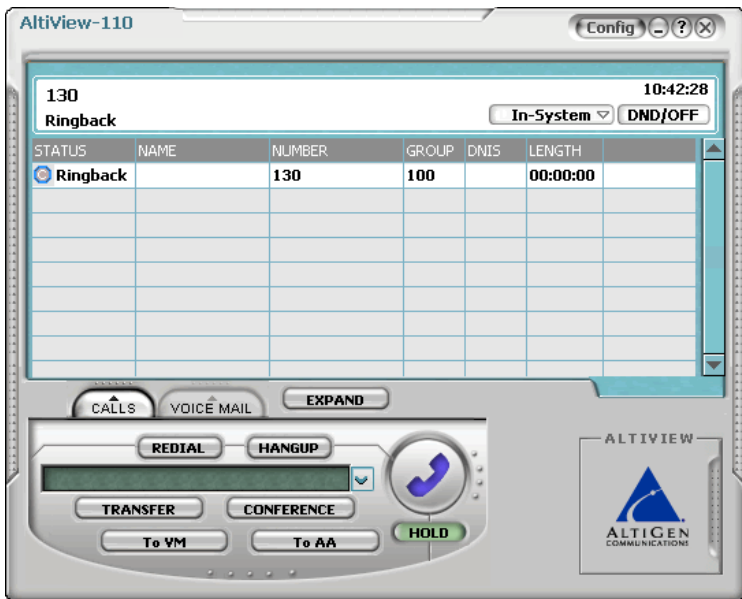 AltiView-110
Config
130
10:42:28
Ringback
In-System
DND/OFF
STATUS NAME NUMBER GROUP DNIS LENGTH
Ringback 130 100 00:00:00
CALLS
VOICE MAIL
EXPAND
REDIAL
HANGUP
TRANSFER
CONFERENCE
To VM
To AA
HOLD
ALTIVIEW
ALTIGEN
COMMUNICATIONS